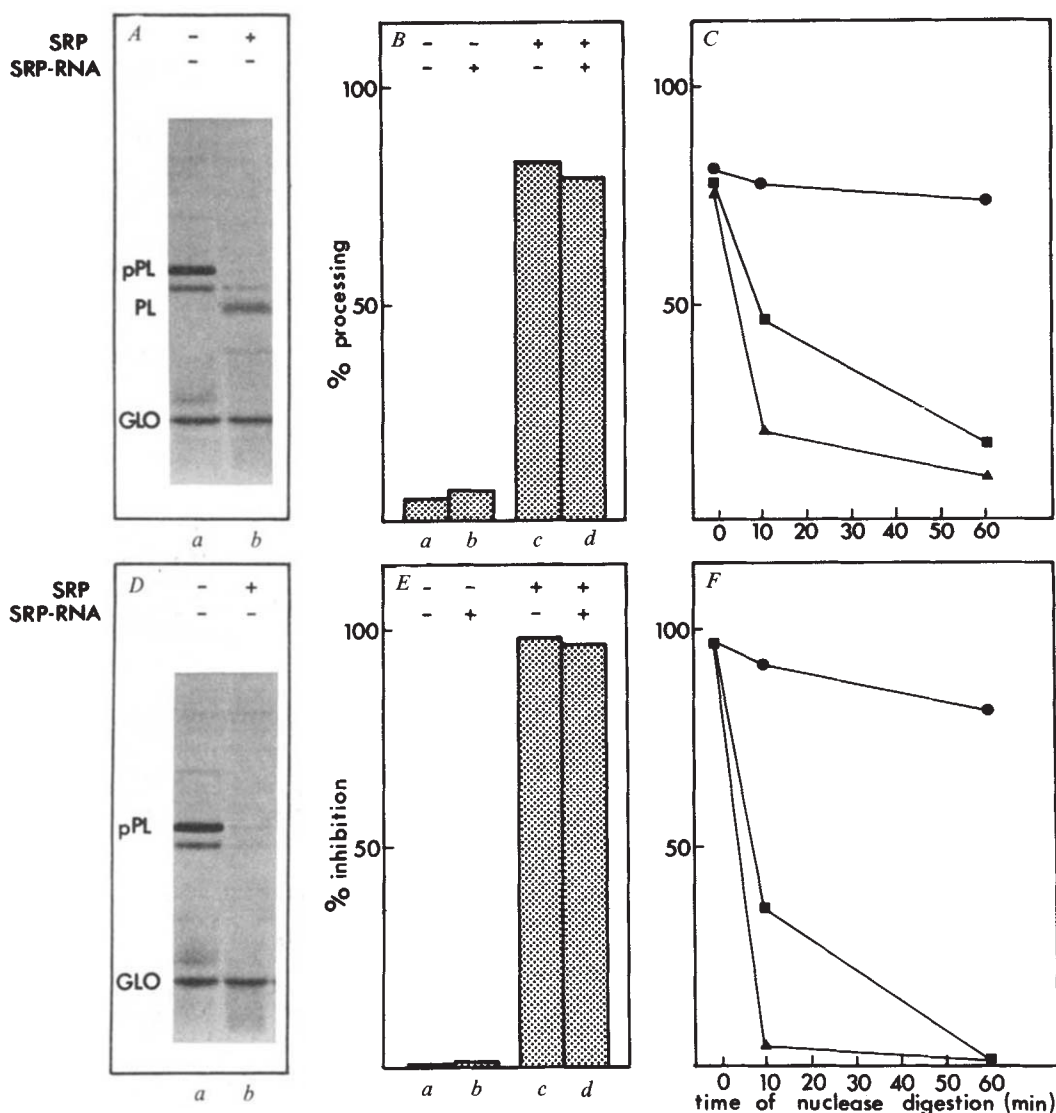 A
SRP - +
SRP-RNA - -
pPL
PL
GLO
a b
B
- - + +
- + - +
100
50
% processing
a b c d
C
100
50
0 10 20 30 40 50 60
D
SRP - +
SRP-RNA - -
pPL
GLO
a b
E
- - + +
- + - +
100
50
% inhibition
a b c d
F
100
50
0 10 20 30 40 50 60
time of nuclease digestion (min)